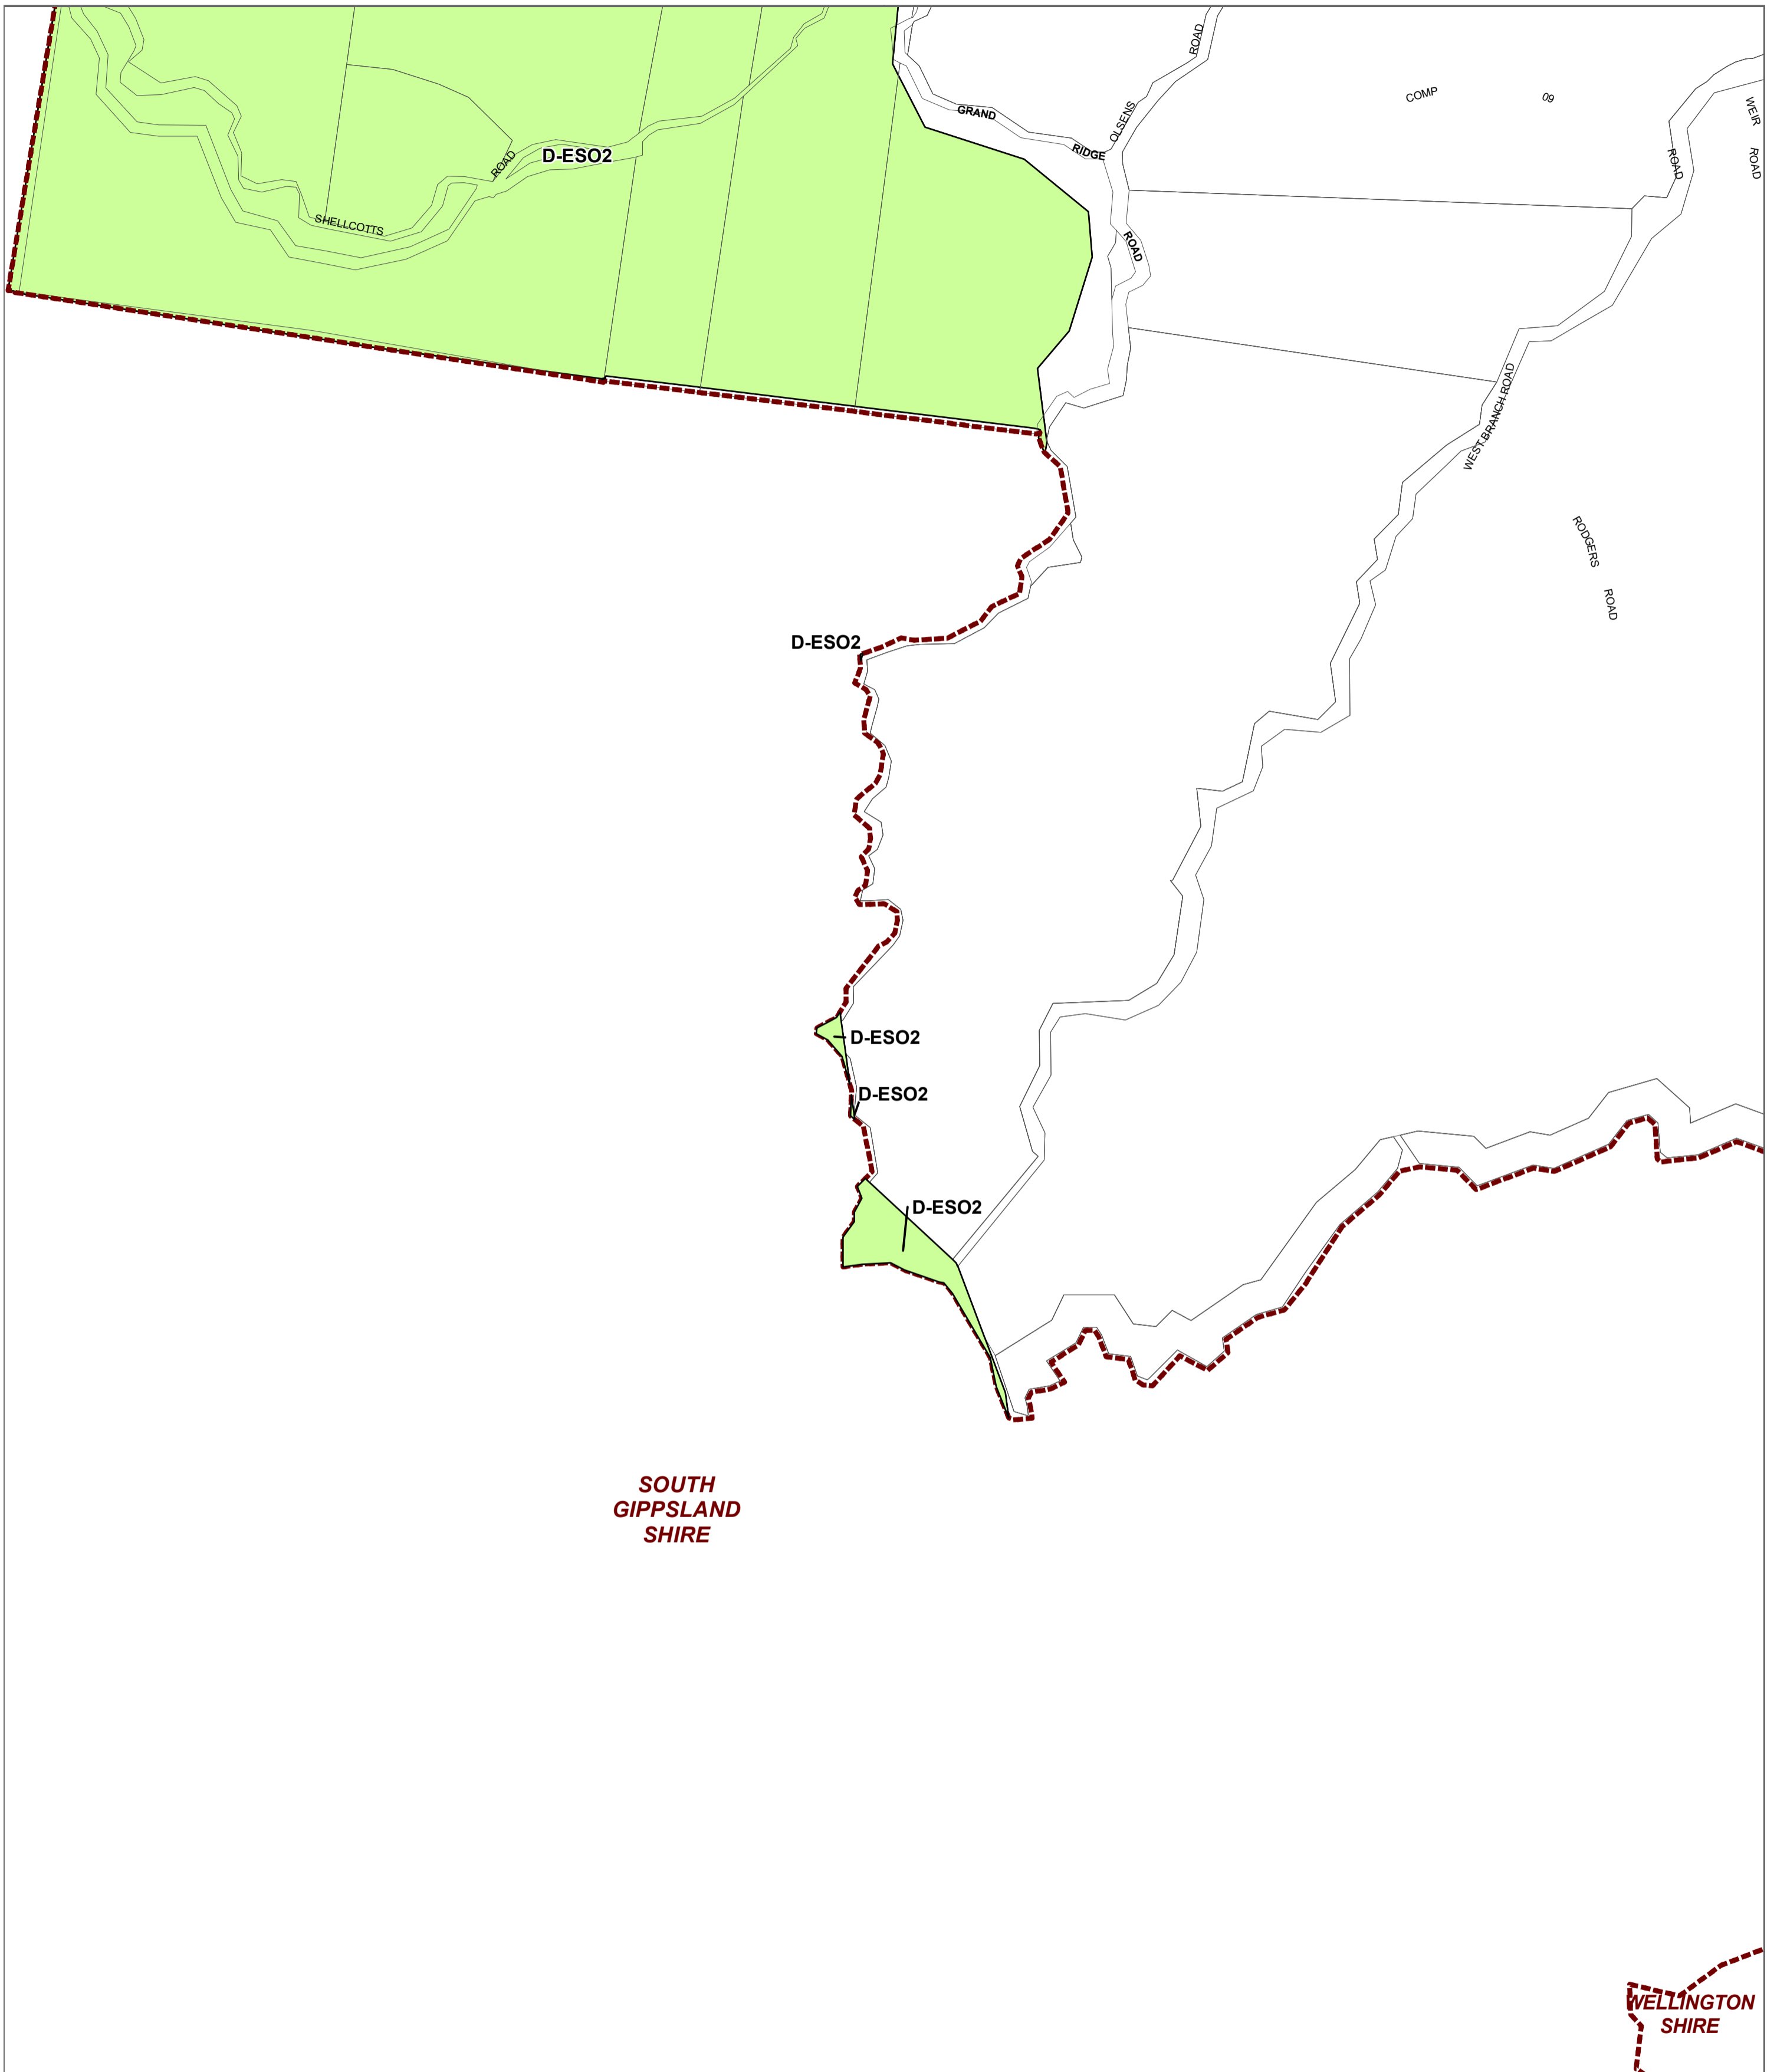 ROAD
COMP
09
WEIR
ROAD
GRAND
OLSENS
RIDGE
ROAD
D-ESO2
ROAD
SHELLCOTTS
ROAD
WEST BRANCH ROAD
RODGERS
ROAD
D-ESO2
D-ESO2
D-ESO2
D-ESO2
SOUTH
GIPPSLAND
SHIRE
WELLINGTON
SHIRE